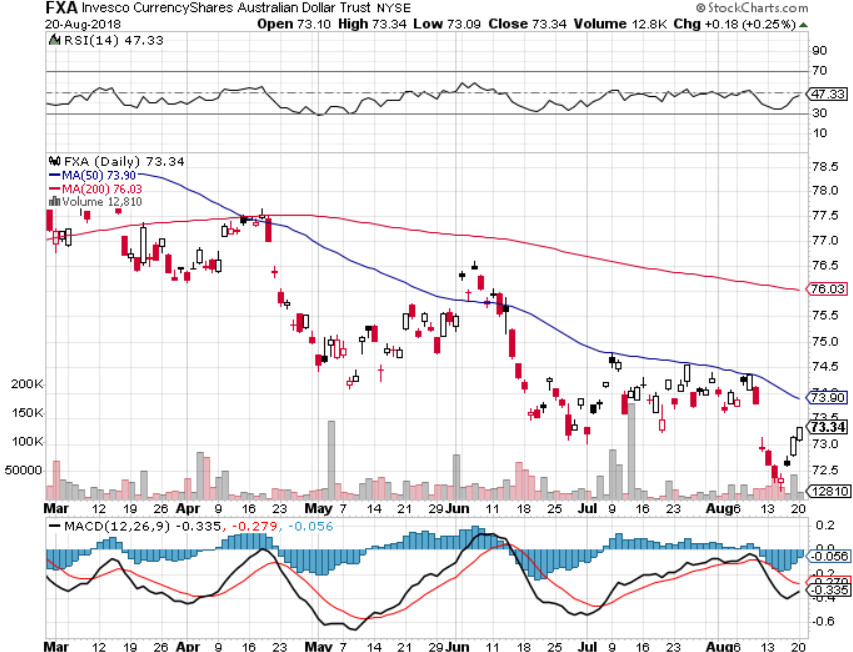 FXA Invesco CurrencyShares Australian Dollar Trust NYSE © StockCharts.com
20-Aug-2018 Open 73.10 High 73.34 Low 73.09 Close 73.34 Volume 12.8K Chg +0.18 (+0.25%)
RSI(14) 47.33
90
70
47.33
30
10
FXA (Daily) 73.34
MA(50) 73.90
MA(200) 76.03
Volume 12,810
78.5
78.0
77.5
77.0
76.5
76.03
75.5
75.0
74.5
200K
73.90
150K
73.5
73.34
100K
73.0
50000
72.5
12810
Mar 12 19 26 Apr 9 16 23 May 7 14 21 29 Jun 11 18 25 Jul 9 16 23 Aug 6 13 20
MACD(12,26,9) -0.335, -0.279, -0.056
0.2
0.0
-0.056
-0.2
-0.279
-0.335
-0.4
-0.6
Mar 12 19 26 Apr 9 16 23 May 7 14 21 29 Jun 11 18 25 Jul 9 16 23 Aug 6 13 20